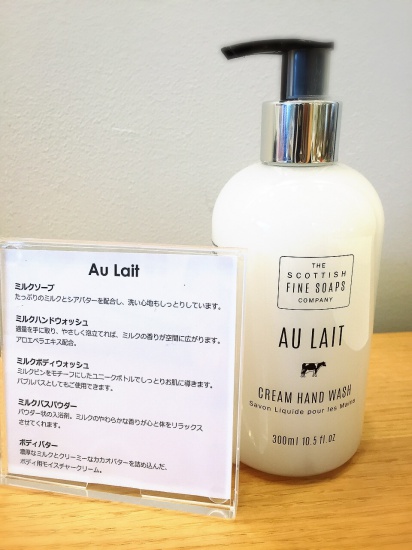 Au Lait
ミルクソープ
たっぷりのミルクとシアバターを配合し、洗い心地もしっとりしています。
ミルクハンドウォッシュ
適量を手に取り、やさしく泡立てれば、ミルクの香りが空間に広がります。
アロエベラエキス配合。
ミルクボディウォッシュ
ミルクビンをモチーフにしたユニークボトルでしっとりお肌に導きます。
バブルバスとしてもご使用できます。
ミルクバスパウダー
パウダー状の入浴剤。ミルクのやわらかな香りが心と体をリラックス
させてくれます。
ボディバター
濃厚なミルクとクリーミーなカカオバターを詰め込んだ、
ボディ用モイスチャークリーム。
THE
SCOTTISH
FINE SOAPS
COMPANY
AU LAIT
CREAM HAND WASH
Savon Liquide pour les Mains
300ml 10.5 fl.oz